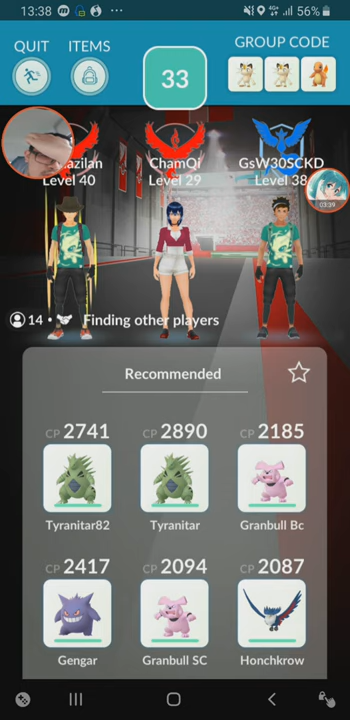 13:38
4G+
56%
QUIT
ITEMS
33
GROUP CODE
azilan
ChamQi
GsW30SCKD
Level 40
Level 29
Level 38
03:39
14 • Finding other players
Recommended
CP 2741
CP 2890
CP 2185
Tyranitar82
Tyranitar
Granbull Bc
CP 2417
CP 2094
CP 2087
Gengar
Granbull SC
Honchkrow